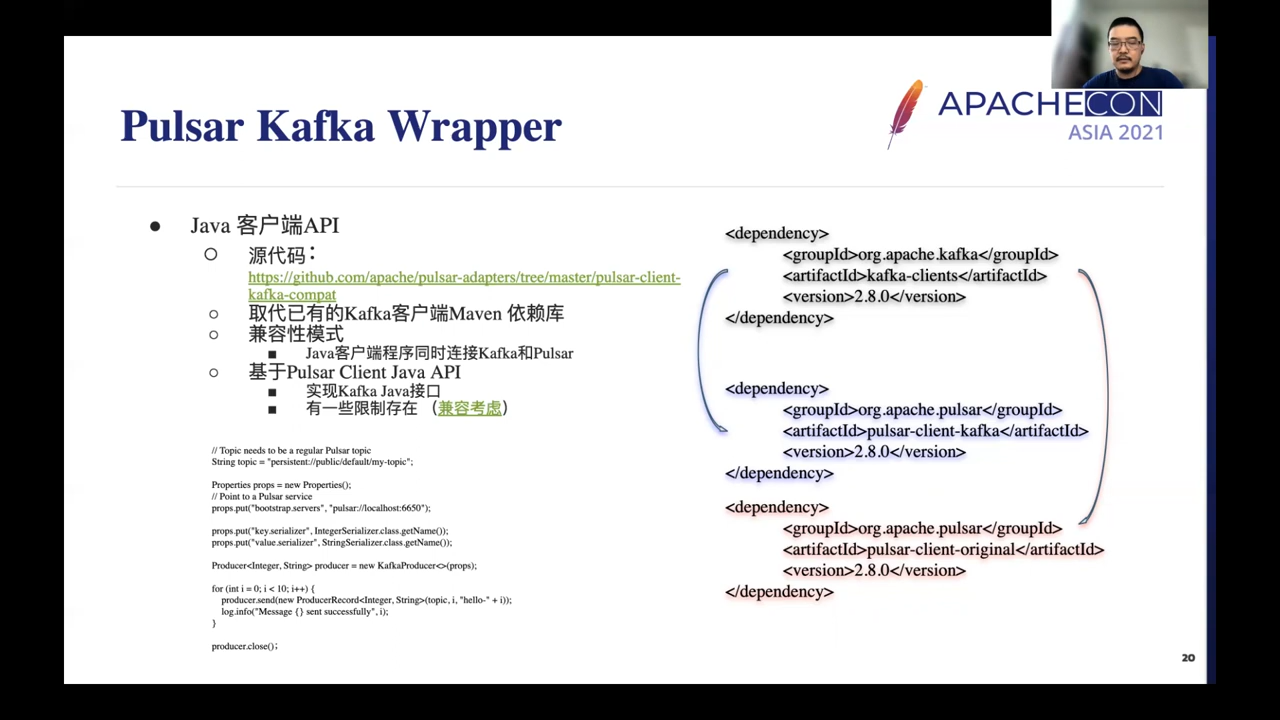 APACHECON
ASIA 2021
Pulsar Kafka Wrapper
● Java 客户端API
○ 源代码：
https://github.com/apache/pulsar-adapters/tree/master/pulsar-client-
kafka-compat
○ 取代已有的Kafka客户端Maven 依赖库
○ 兼容性模式
■ Java客户端程序同时连接Kafka和Pulsar
○ 基于Pulsar Client Java API
■ 实现Kafka Java接口
■ 有一些限制存在 （兼容考虑）
// Topic needs to be a regular Pulsar topic
String topic = "persistent://public/default/my-topic";
Properties props = new Properties();
// Point to a Pulsar service
props.put("bootstrap.servers", "pulsar://localhost:6650");
props.put("key.serializer", IntegerSerializer.class.getName());
props.put("value.serializer", StringSerializer.class.getName());
Producer<Integer, String> producer = new KafkaProducer<>(props);
for (int i = 0; i < 10; i++) {
producer.send(new ProducerRecord<Integer, String>(topic, i, "hello-" + i));
log.info("Message {} sent successfully", i);
}
producer.close();
<dependency>
<groupId>org.apache.kafka</groupId>
<artifactId>kafka-clients</artifactId>
<version>2.8.0</version>
</dependency>
<dependency>
<groupId>org.apache.pulsar</groupId>
<artifactId>pulsar-client-kafka</artifactId>
<version>2.8.0</version>
</dependency>
<dependency>
<groupId>org.apache.pulsar</groupId>
<artifactId>pulsar-client-original</artifactId>
<version>2.8.0</version>
</dependency>
20